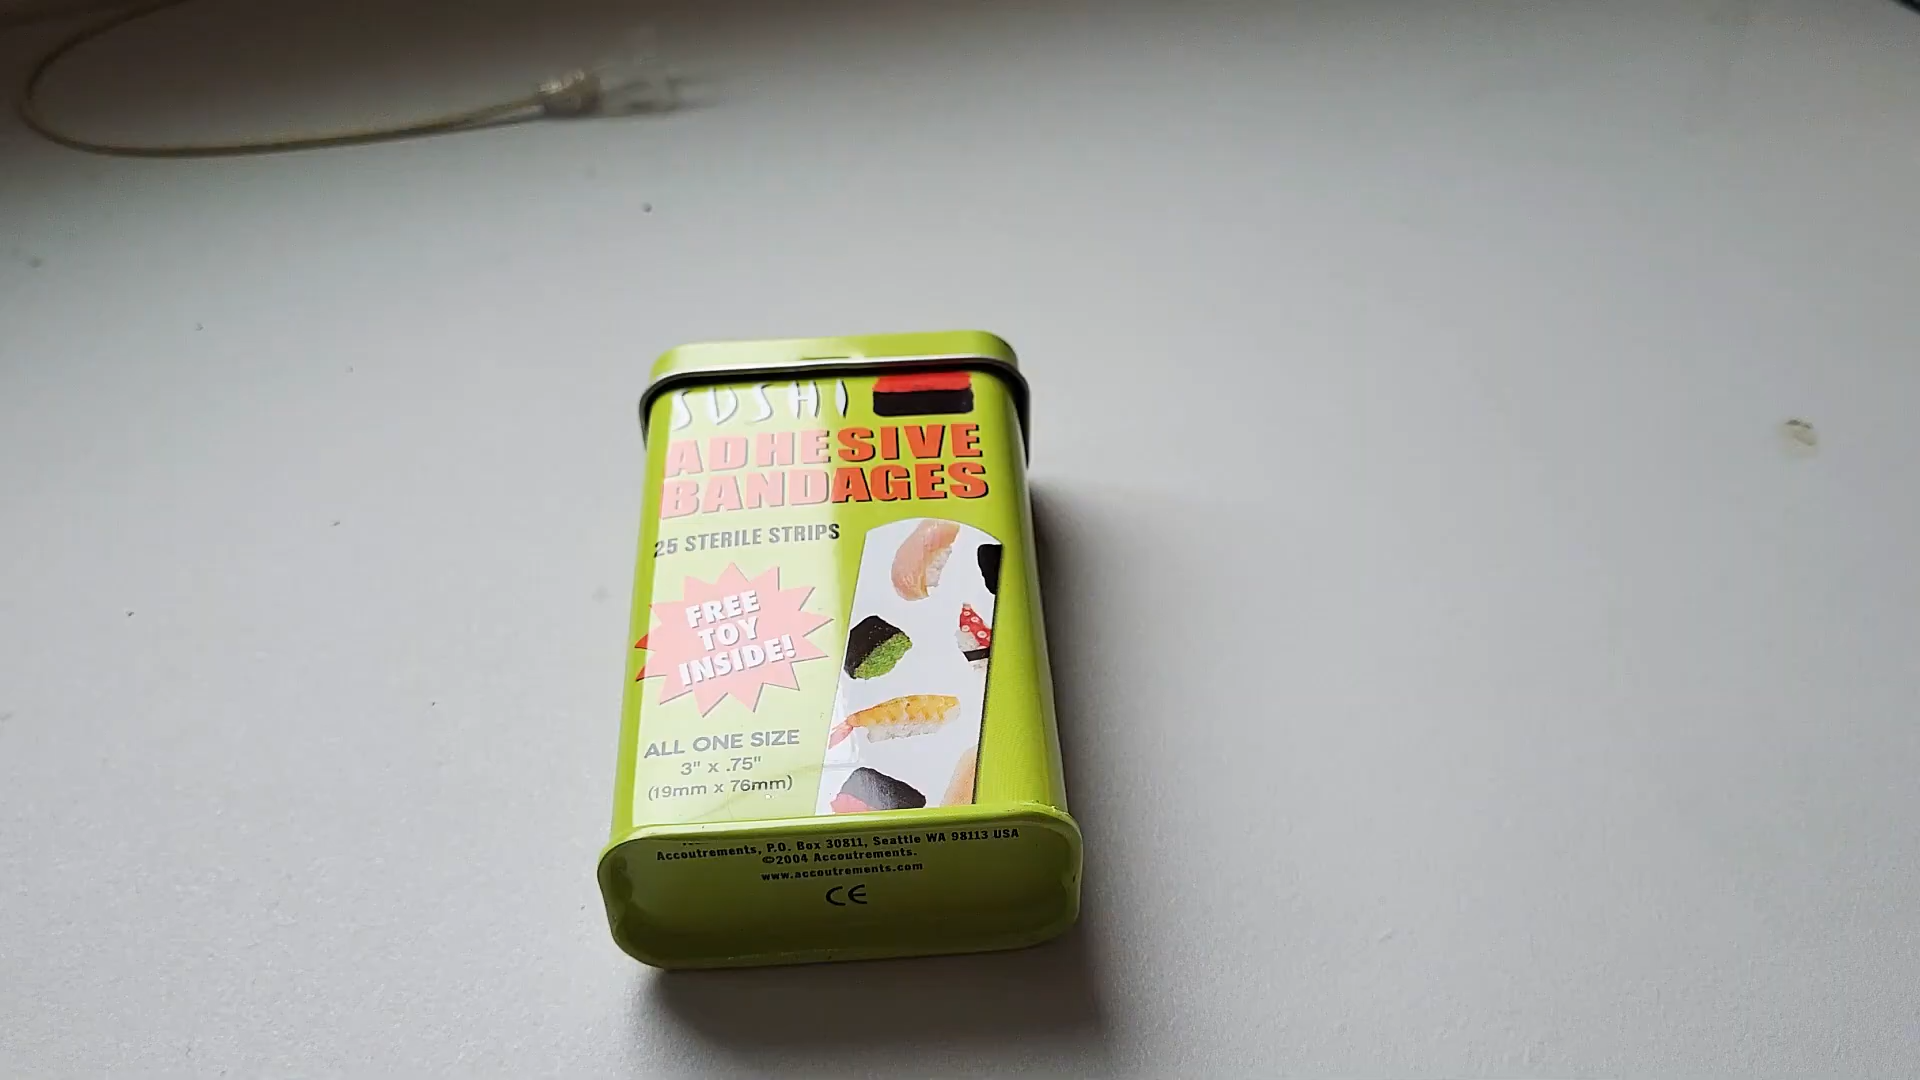 SUSHI
ADHESIVE
BANDAGES
25 STERILE STRIPS
FREE
TOY
INSIDE!
ALL ONE SIZE
3" x .75"
(19mm x 76mm)
Accoutrements, P.O. Box 30811, Seattle WA 98113 USA
©2004 Accoutrements.
www.accoutrements.com
CE